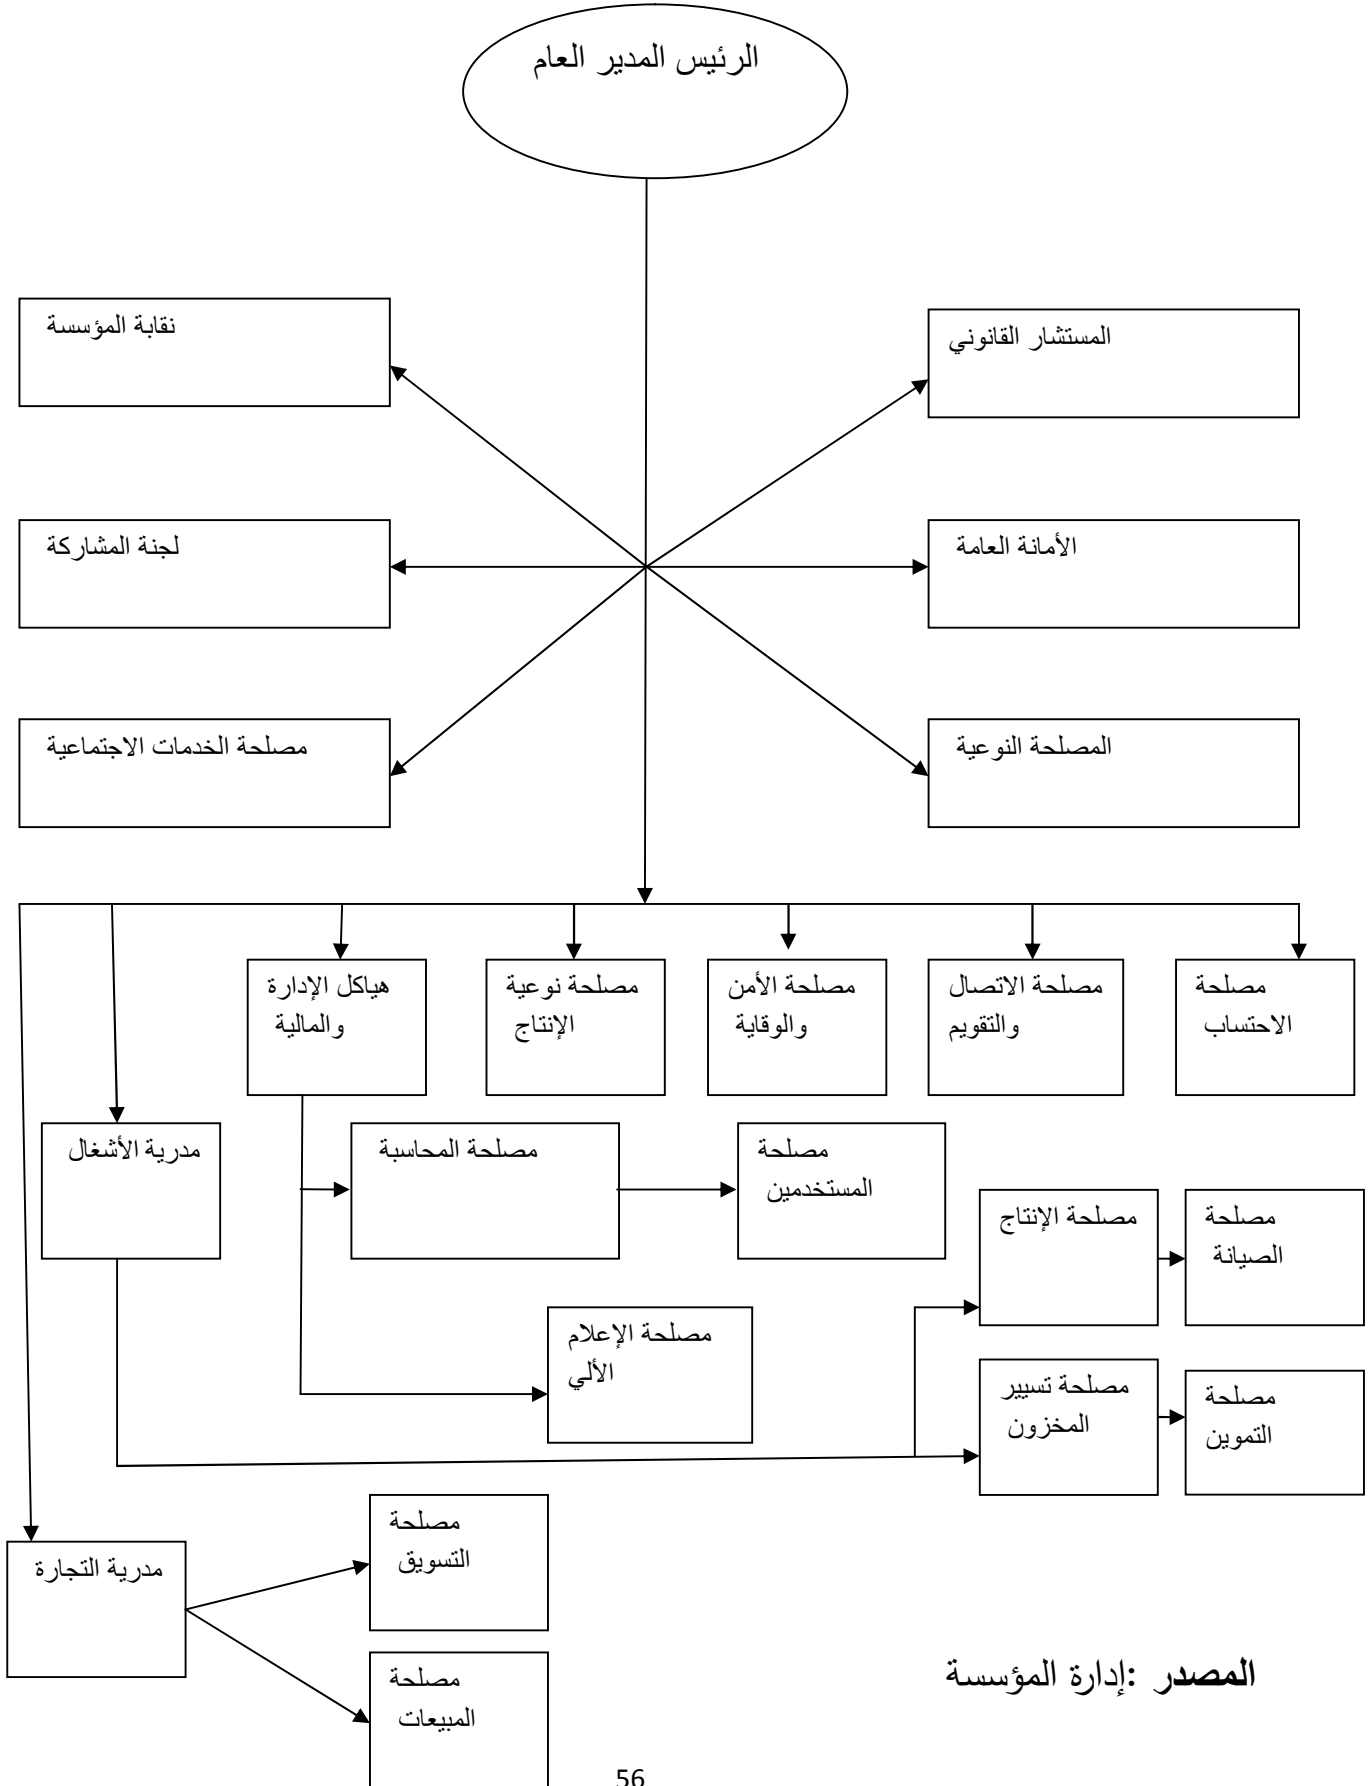 الرئيس المدير العام
المستشار القانوني
نقابة المؤسسة
الأمانة العامة
لجنة المشاركة
المصلحة النوعية
مصلحة الخدمات الاجتماعية
مصلحة
الاحتساب
مصلحة الاتصال
والتقويم
مصلحة الأمن
والوقاية
مصلحة نوعية
الإنتاج
هياكل الإدارة
والمالية
مصلحة
المستخدمين
مصلحة المحاسبة
مدرية الأشغال
مصلحة
الصيانة
مصلحة الإنتاج
مصلحة الإعلام
الألي
مصلحة
التموين
مصلحة تسيير
المخزون
مصلحة
التسويق
مدرية التجارة
مصلحة
المبيعات
المصدر :إدارة المؤسسة
56